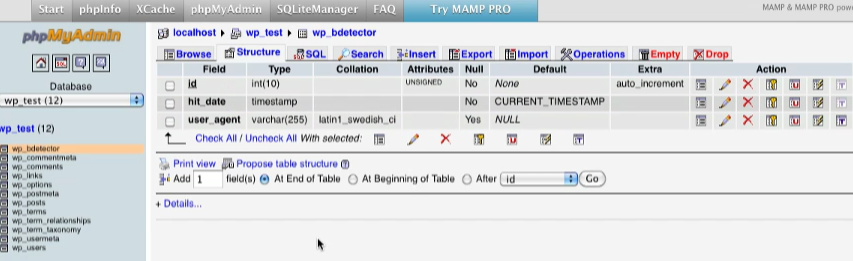 Start phpInfo XCache phpMyAdmin SQLiteManager FAQ Try MAMP PRO MAMP & MAMP PRO pow
phpMyAdmin
localhost ▸ wp_test ▸ wp_bdetector
Browse Structure SQL Search Insert Export Import Operations Empty Drop
Field Type Collation Attributes Null Default Extra Action
id int(10) UNSIGNED No None auto_increment
hit_date timestamp No CURRENT_TIMESTAMP
user_agent varchar(255) latin1_swedish_ci Yes NULL
Check All / Uncheck All With selected:
Print view Propose table structure
Add 1 field(s) At End of Table At Beginning of Table After id Go
+ Details...
Database
wp_test (12)
wp_test (12)
wp_bdetector
wp_commentmeta
wp_comments
wp_links
wp_options
wp_postmeta
wp_posts
wp_terms
wp_term_relationships
wp_term_taxonomy
wp_usermeta
wp_users